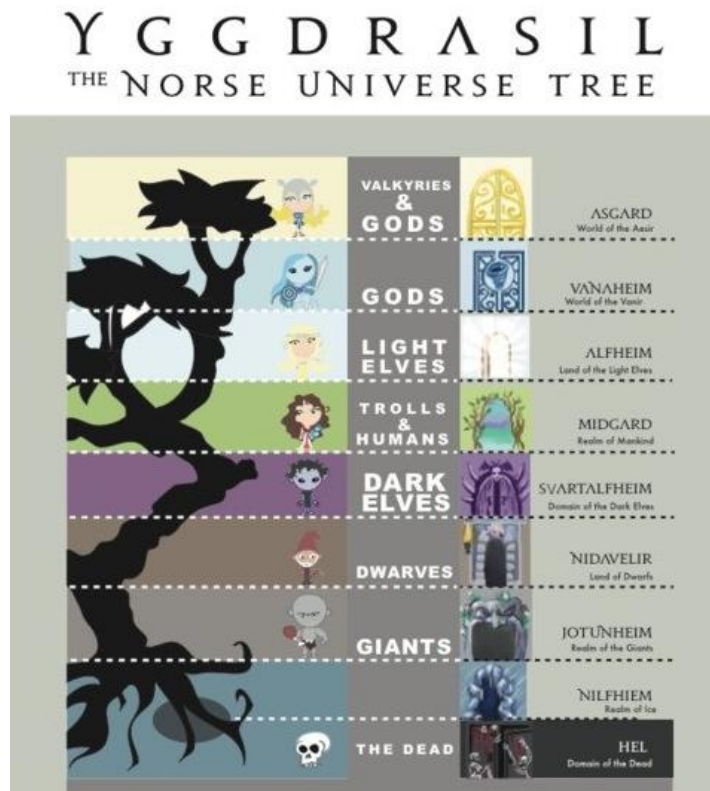 YGGDRASIL
THE NORSE UNIVERSE TREE
VALKYRIES
&
GODS
ASGARD
World of the Aesir
GODS
VANAHEIM
World of the Vanir
LIGHT
ELVES
ALFHEIM
Land of the Light Elves
TROLLS
&
HUMANS
MIDGARD
Realm of Mankind
DARK
ELVES
SVARTALFHEIM
Domain of the Dark Elves
DWARVES
NIDAVELIR
Land of Dwarfs
GIANTS
JOTUNHEIM
Realm of the Giants
NILFHIEM
Realm of Ice
THE DEAD
HEL
Domain of the Dead